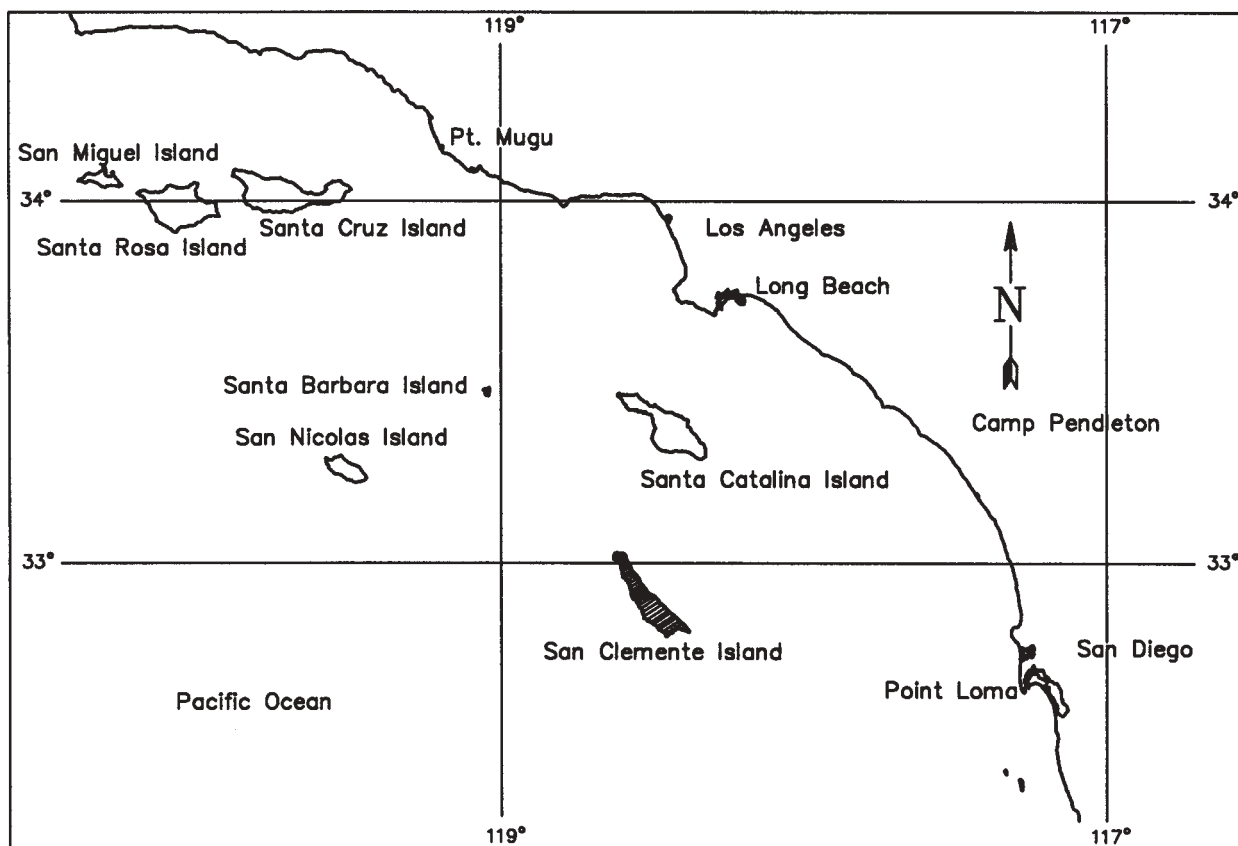 119°
117°
Pt. Mugu
San Miguel Island
34°
34°
Santa Cruz Island
Santa Rosa Island
Los Angeles
Long Beach
N
Santa Barbara Island
San Nicolas Island
Camp Pendleton
Santa Catalina Island
33°
33°
San Clemente Island
San Diego
Point Loma
Pacific Ocean
119°
117°